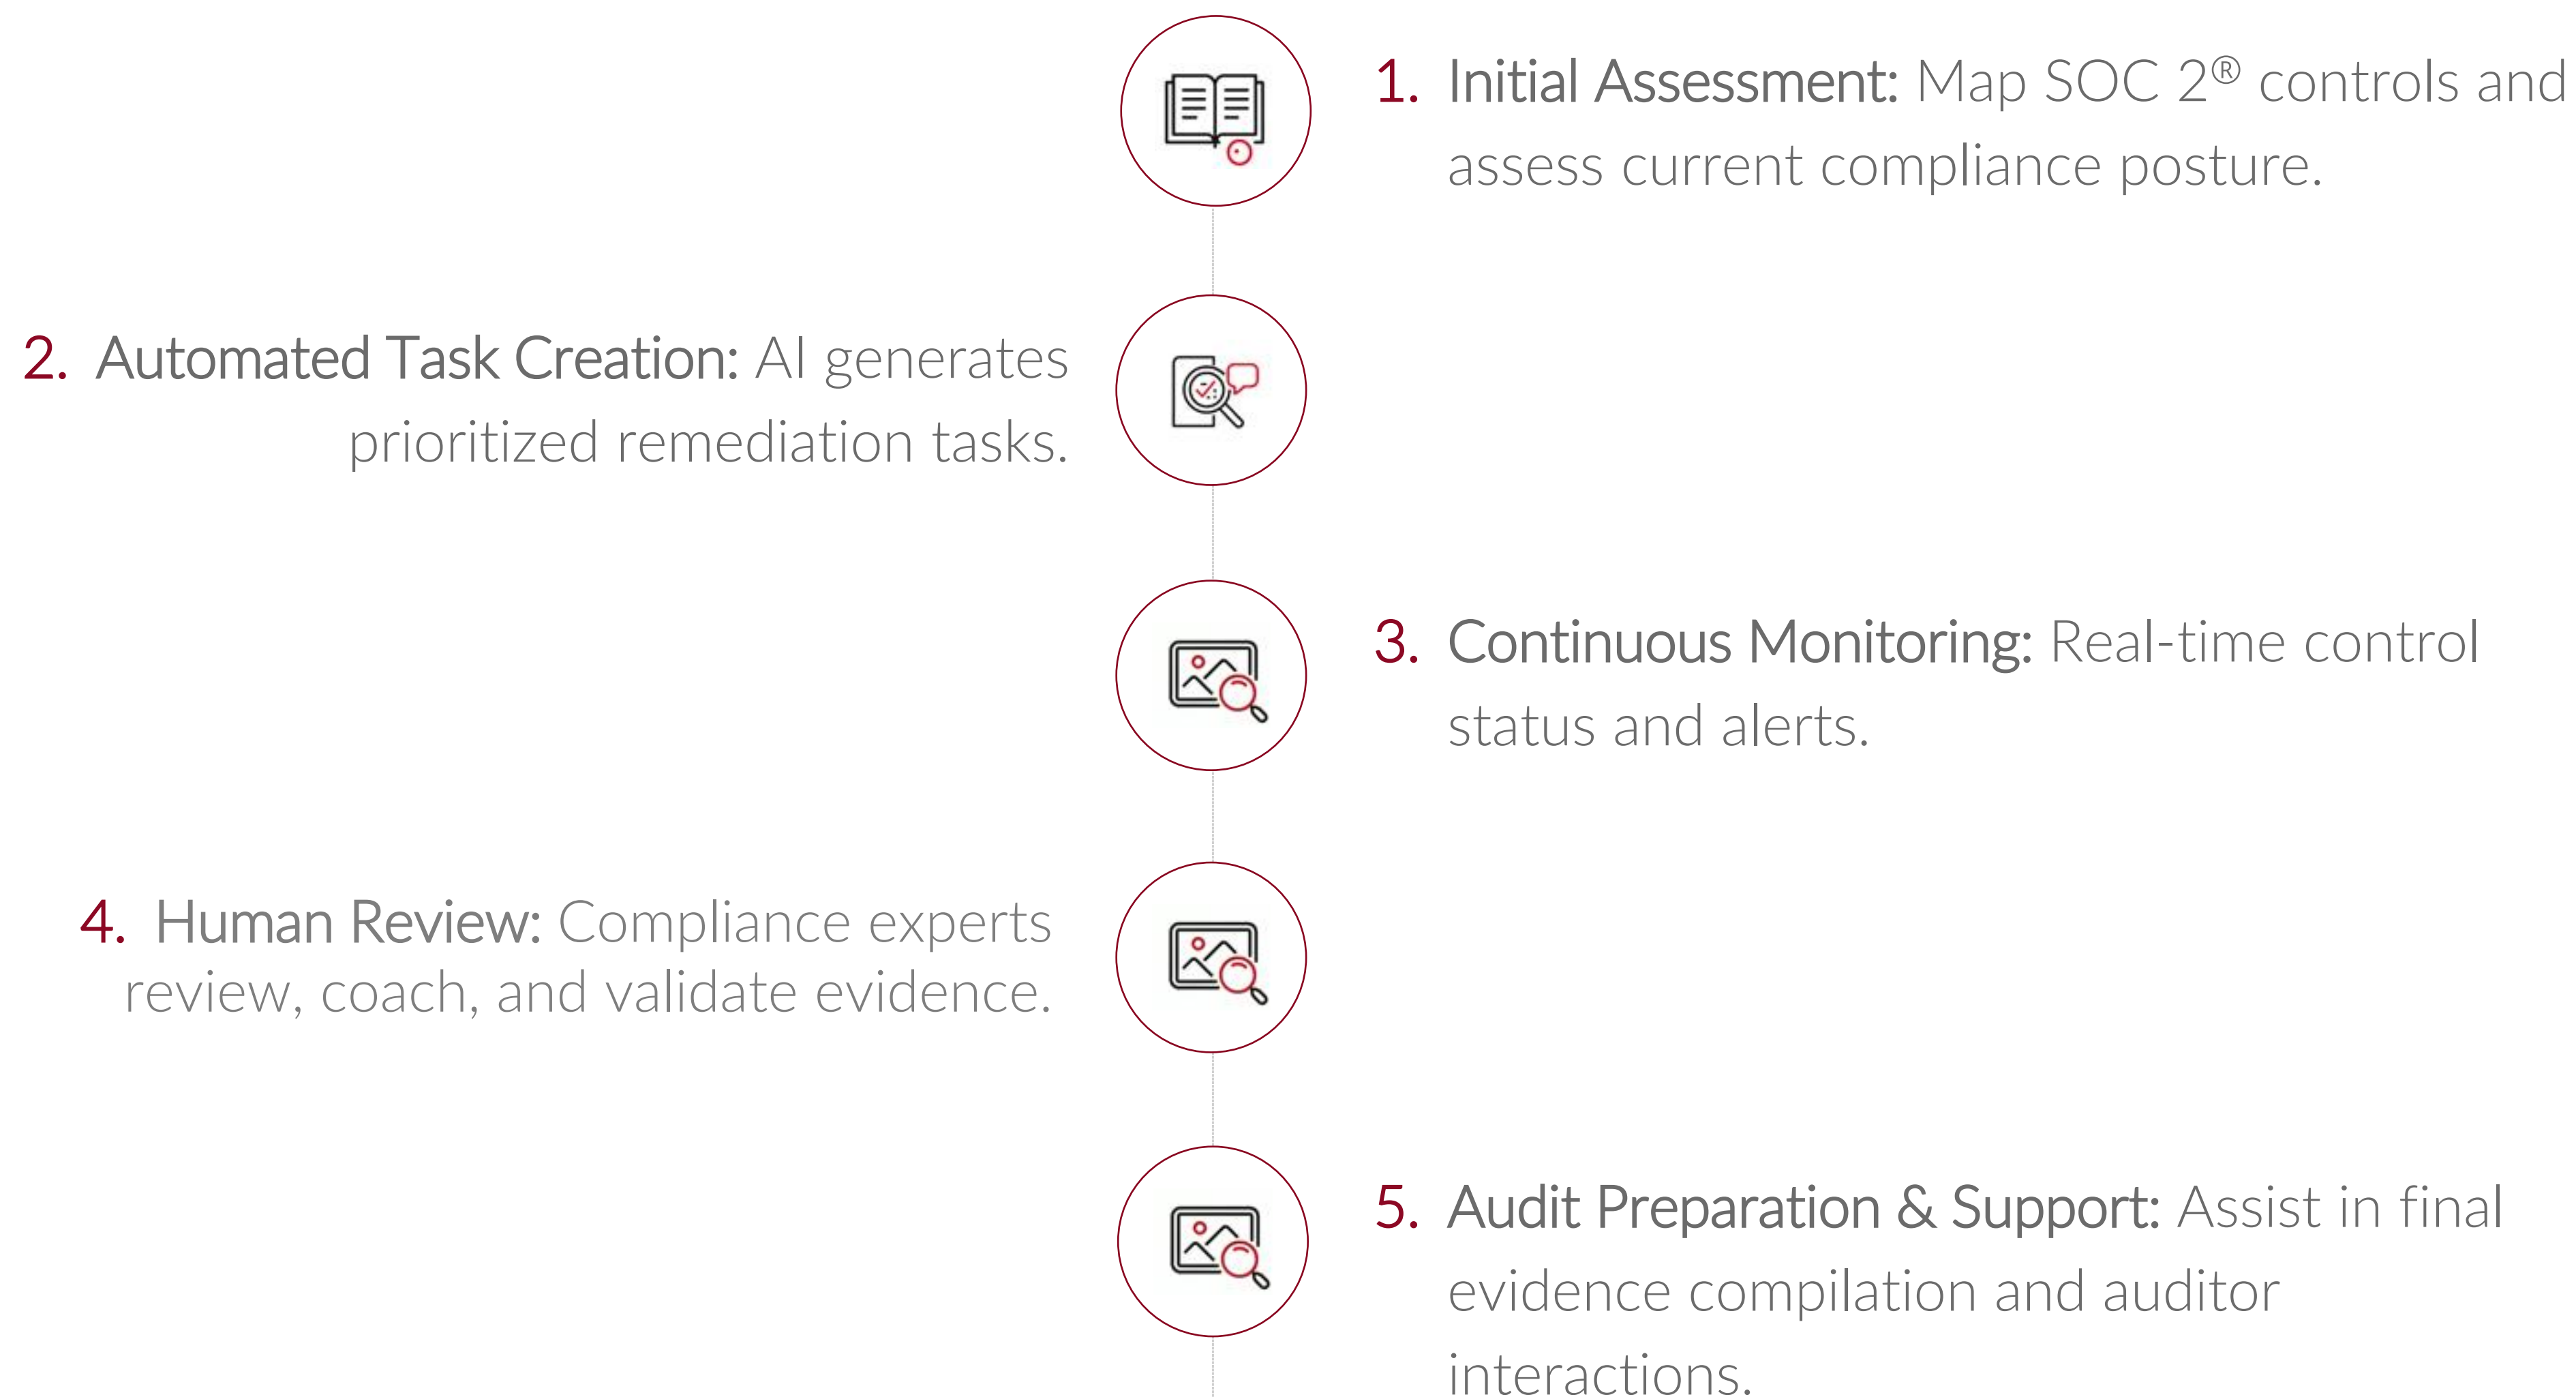 1. Initial Assessment: Map SOC 2® controls and
assess current compliance posture.
2. Automated Task Creation: AI generates
prioritized remediation tasks.
3. Continuous Monitoring: Real-time control
status and alerts.
4. Human Review: Compliance experts
review, coach, and validate evidence.
5. Audit Preparation & Support: Assist in final
evidence compilation and auditor
interactions.